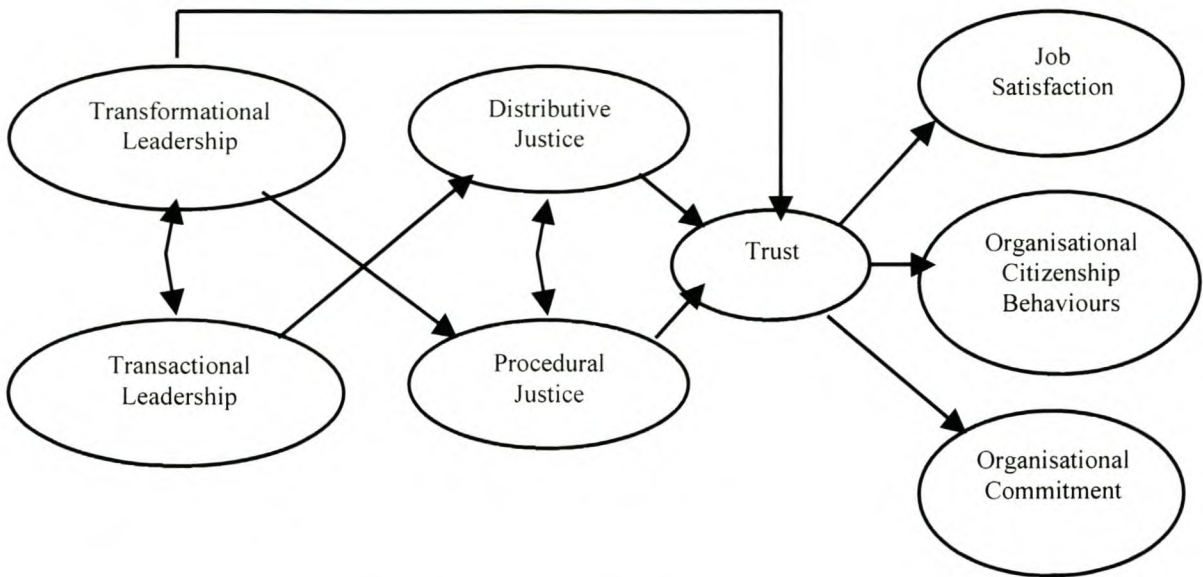 Transformational
Leadership
Distributive
Justice
Job
Satisfaction
Trust
Organisational
Citizenship
Behaviours
Transactional
Leadership
Procedural
Justice
Organisational
Commitment